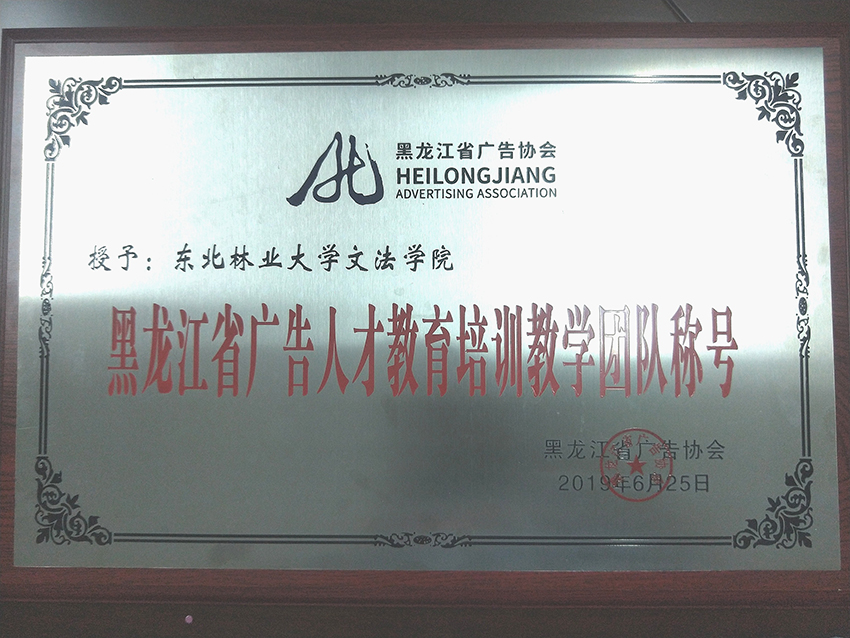 黑龙江省广告协会
HEILONGJIANG
ADVERTISING ASSOCIATION
授予：东北林业大学文法学院
黑龙江省广告人才教育培训教学团队称号
黑龙江省广告协会
2019年6月25日